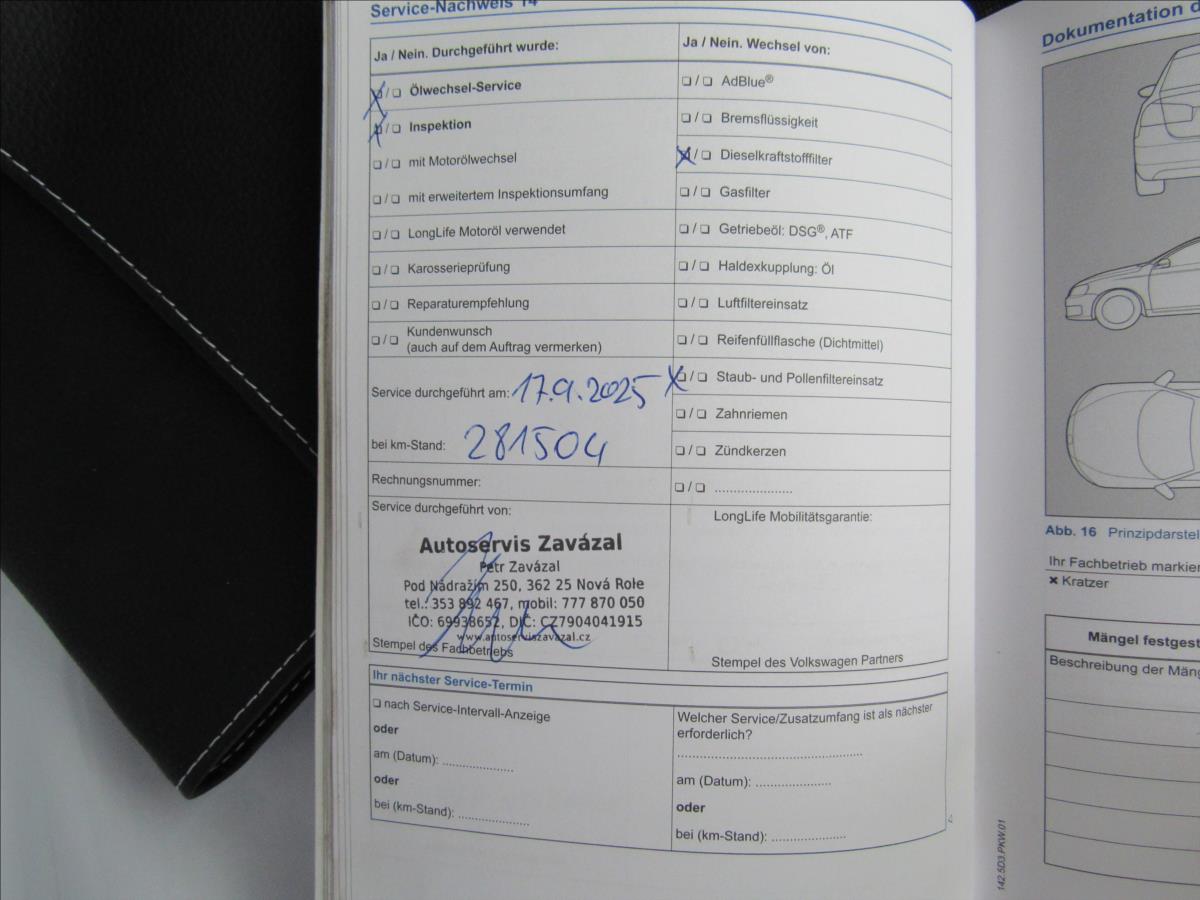 Service-Nachweis 14
Ja / Nein. Durchgeführt wurde:
Ölwechsel-Service
Inspektion
mit Motorölwechsel
mit erweitertem Inspektionsumfang
LongLife Motoröl verwendet
Karosserieprüfung
Reparaturempfehlung
Kundenwunsch
(auch auf dem Auftrag vermerken)
Service durchgeführt am: 17.9.2025
bei km-Stand: 281504
Rechnungsnummer:
Service durchgeführt von:
Autoservis Zavázal
Petr Zavázal
Pod Nádražím 250, 362 25 Nová Role
tel.: 353 892 467, mobil: 777 870 050
IČO: 69938652, DIČ: CZ7904041915
www.autoserviszavazal.cz
Stempel des Fachbetriebs
Ja / Nein. Wechsel von:
AdBlue®
Bremsflüssigkeit
Dieselkraftstofffilter
Gasfilter
Getriebeöl: DSG®, ATF
Haldexkupplung: Öl
Luftfiltereinsatz
Reifenfüllflasche (Dichtmittel)
Staub- und Pollenfiltereinsatz
Zahnriemen
Zündkerzen
LongLife Mobilitätsgarantie:
Stempel des Volkswagen Partners
Ihr nächster Service-Termin
nach Service-Intervall-Anzeige
oder
am (Datum): ..................
oder
bei (km-Stand): ..................
Welcher Service/Zusatzumfang ist als nächster
erforderlich?
am (Datum): ..................
oder
bei (km-Stand): ..................
142.5D3.PKW.01
Dokumentation
Abb. 16 Prinzipdarstel
Ihr Fachbetrieb markier
✖ Kratzer
Mängel festgest
Beschreibung der Mäng